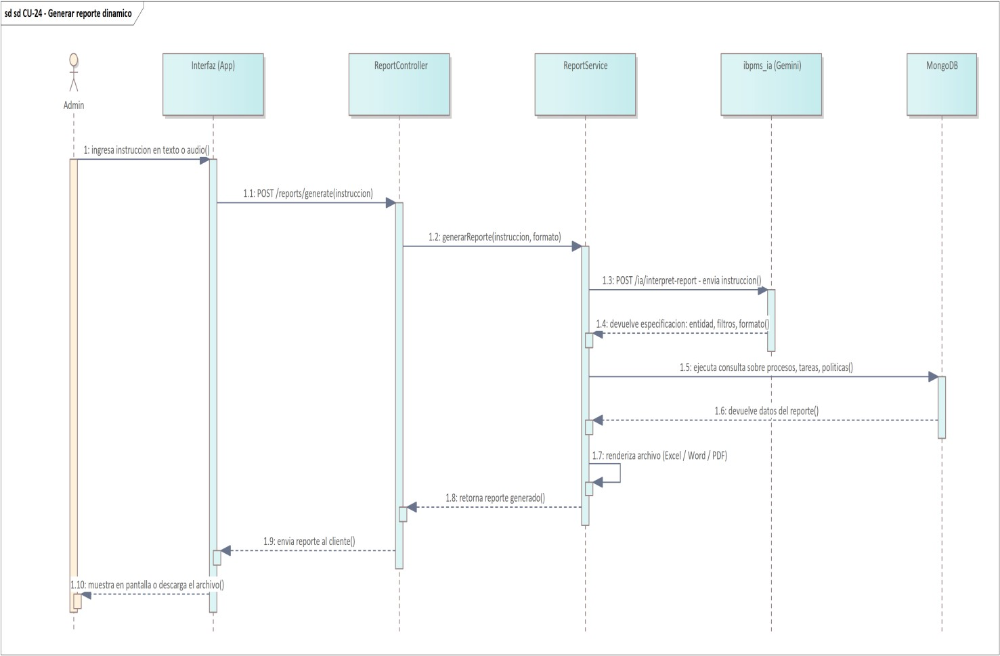 sd sd CU-24 - Generar reporte dinamico
Admin
Interfaz (App)
ReportController
ReportService
ibpms_ia (Gemini)
MongoDB
1: ingresa instruccion en texto o audio()
1.1: POST /reports/generate(instruccion)
1.2: generarReporte(instruccion, formato)
1.3: POST /ia/interpret-report - envia instruccion()
1.4: devuelve especificacion: entidad, filtros, formato()
1.5: ejecuta consulta sobre procesos, tareas, politicas()
1.6: devuelve datos del reporte()
1.7: renderiza archivo (Excel / Word / PDF)
1.8: retorna reporte generado()
1.9: envia reporte al cliente()
1.10: muestra en pantalla o descarga el archivo()